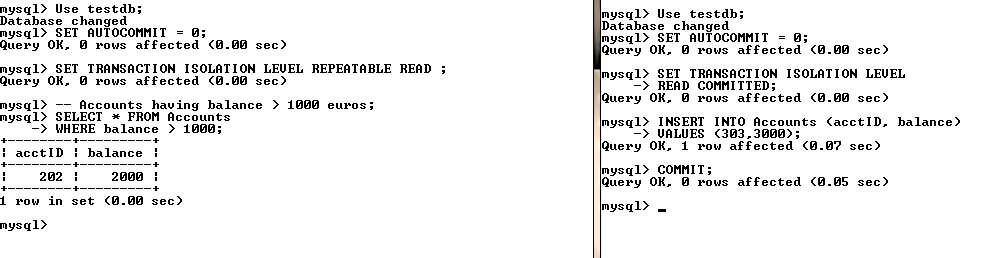 mysql> Use testdb;
Database changed
mysql> SET AUTOCOMMIT = 0;
Query OK, 0 rows affected (0.00 sec)
mysql> SET TRANSACTION ISOLATION LEVEL REPEATABLE READ ;
Query OK, 0 rows affected (0.00 sec)
mysql> -- Accounts having balance > 1000 euros;
mysql> SELECT * FROM Accounts
    -> WHERE balance > 1000;
+--------+---------+
¦ acctID ¦ balance ¦
+--------+---------+
¦    202 ¦    2000 ¦
+--------+---------+
1 row in set (0.00 sec)
mysql>
mysql> Use testdb;
Database changed
mysql> SET AUTOCOMMIT = 0;
Query OK, 0 rows affected (0.00 sec)
mysql> SET TRANSACTION ISOLATION LEVEL
    -> READ COMMITTED;
Query OK, 0 rows affected (0.00 sec)
mysql> INSERT INTO Accounts (acctID, balance)
    -> VALUES (303,3000);
Query OK, 1 row affected (0.07 sec)
mysql> COMMIT;
Query OK, 0 rows affected (0.05 sec)
mysql> _